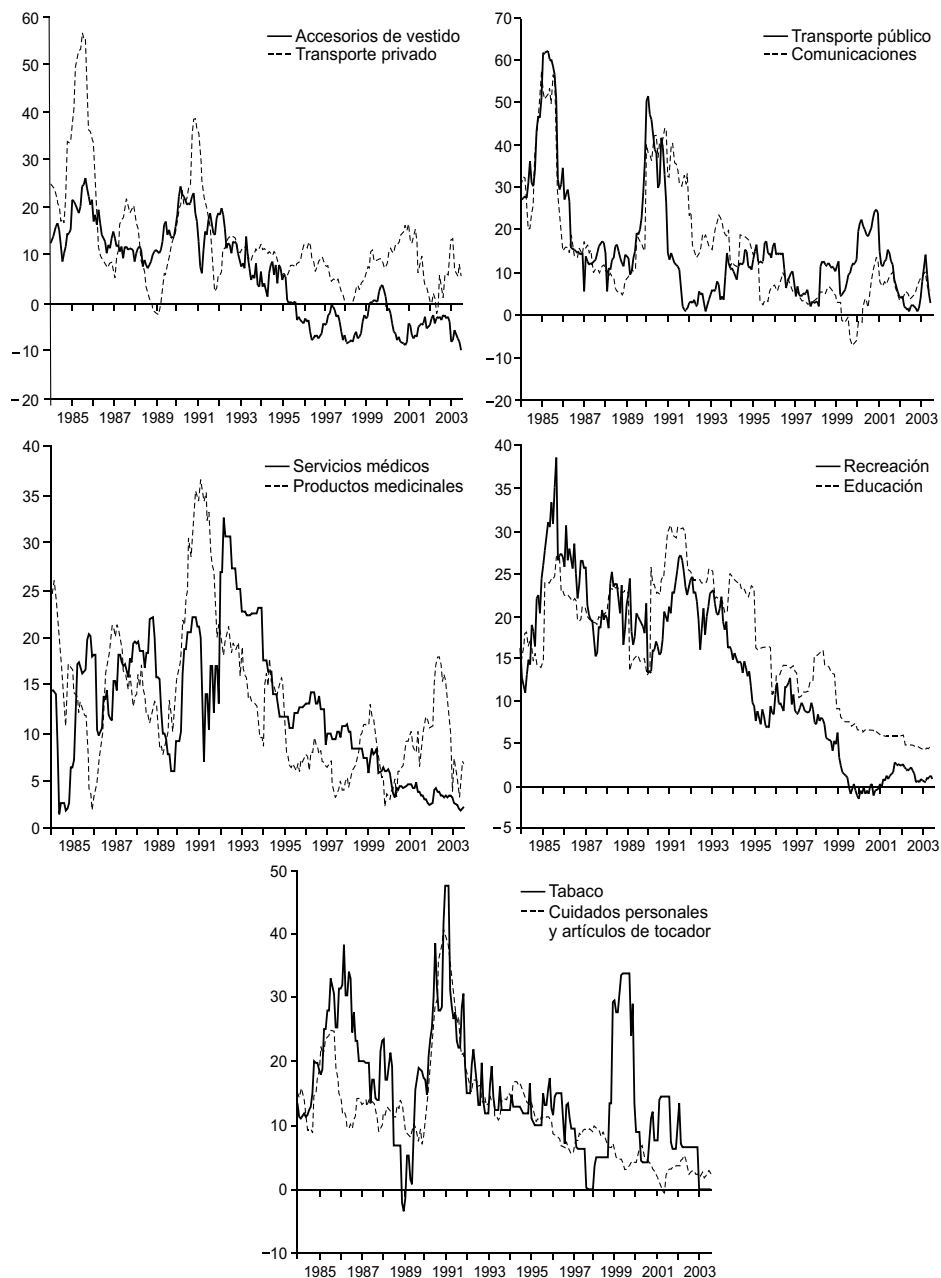 60
50
40
30
20
10
0
−10
−20
Accesorios de vestido
Transporte privado
1985 1987 1989 1991 1993 1995 1997 1999 2001 2003
70
60
50
40
30
20
10
0
−10
−20
Transporte público
Comunicaciones
1985 1987 1989 1991 1993 1995 1997 1999 2001 2003
40
35
30
25
20
15
10
5
0
Servicios médicos
Productos medicinales
1985 1987 1989 1991 1993 1995 1997 1999 2001 2003
40
35
30
25
20
15
10
5
0
−5
Recreación
Educación
1985 1987 1989 1991 1993 1995 1997 1999 2001 2003
50
40
30
20
10
0
−10
Tabaco
Cuidados personales
y artículos de tocador
1985 1987 1989 1991 1993 1995 1997 1999 2001 2003